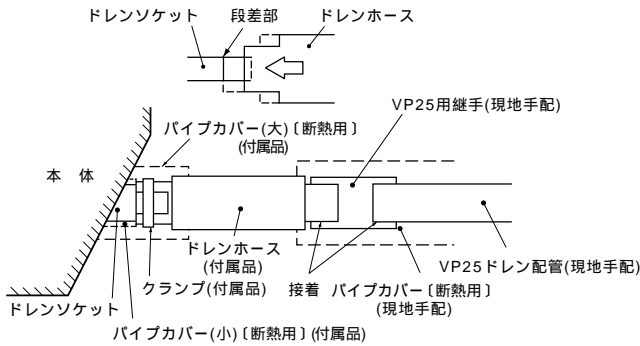 ドレンソケット
段差部
ドレンホース
VP25用継手(現地手配)
パイプカバー(大)〔断熱用〕
(付属品)
本 体
ドレンホース
(付属品)
VP25ドレン配管(現地手配)
クランプ(付属品)
接着
パイプカバー〔断熱用〕
(現地手配)
ドレンソケット
パイプカバー(小)〔断熱用〕(付属品)